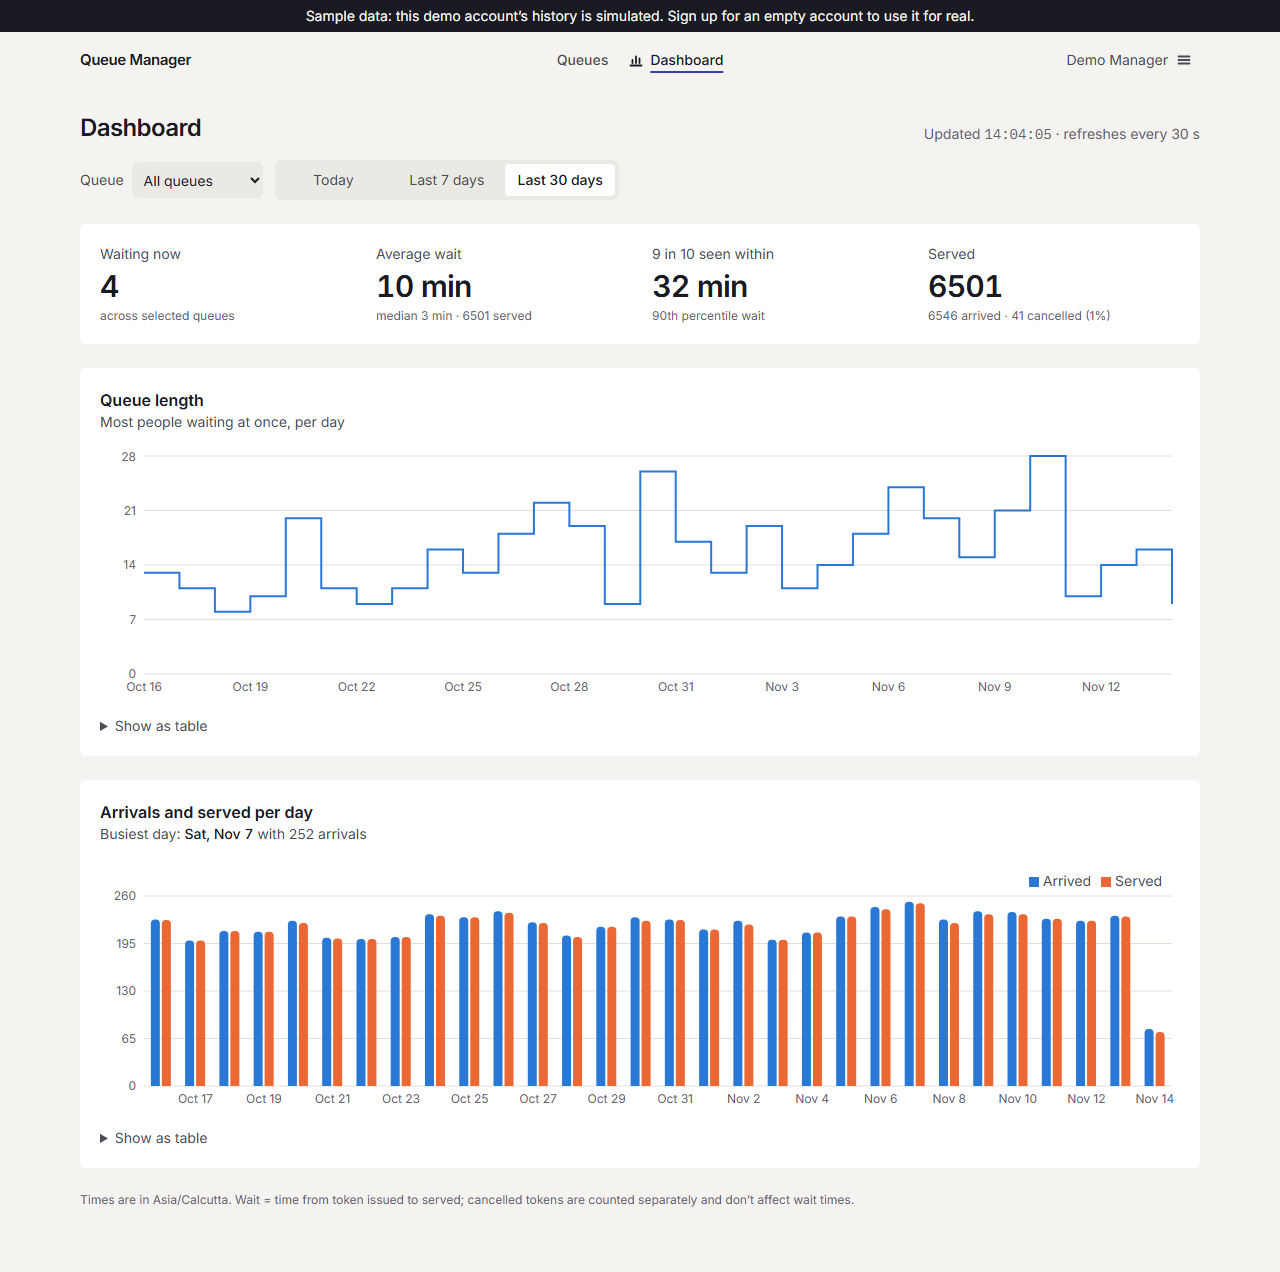 Sample data: this demo account’s history is simulated. Sign up for an empty account to use it for real.
Queue Manager
Queues
Dashboard
Demo Manager
Dashboard
Updated 14:04:05 · refreshes every 30 s
Queue
All queues
Today
Last 7 days
Last 30 days
Waiting now
4
across selected queues
Average wait
10 min
median 3 min · 6501 served
9 in 10 seen within
32 min
90th percentile wait
Served
6501
6546 arrived · 41 cancelled (1%)
Queue length
Most people waiting at once, per day
28
21
14
7
0
Oct 16 Oct 19 Oct 22 Oct 25 Oct 28 Oct 31 Nov 3 Nov 6 Nov 9 Nov 12
Show as table
Arrivals and served per day
Busiest day: Sat, Nov 7 with 252 arrivals
Arrived Served
260
195
130
65
0
Oct 17 Oct 19 Oct 21 Oct 23 Oct 25 Oct 27 Oct 29 Oct 31 Nov 2 Nov 4 Nov 6 Nov 8 Nov 10 Nov 12 Nov 14
Show as table
Times are in Asia/Calcutta. Wait = time from token issued to served; cancelled tokens are counted separately and don’t affect wait times.